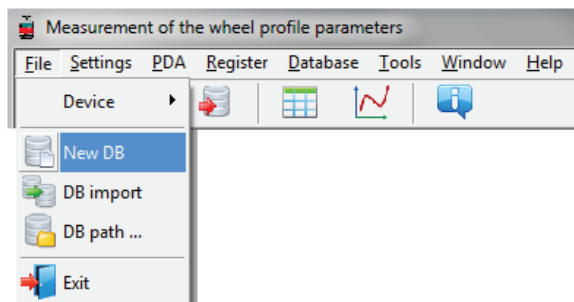 Measurement of the wheel profile parameters
File Settings PDA Register Database Tools Window Help
Device
New DB
DB import
DB path ...
Exit